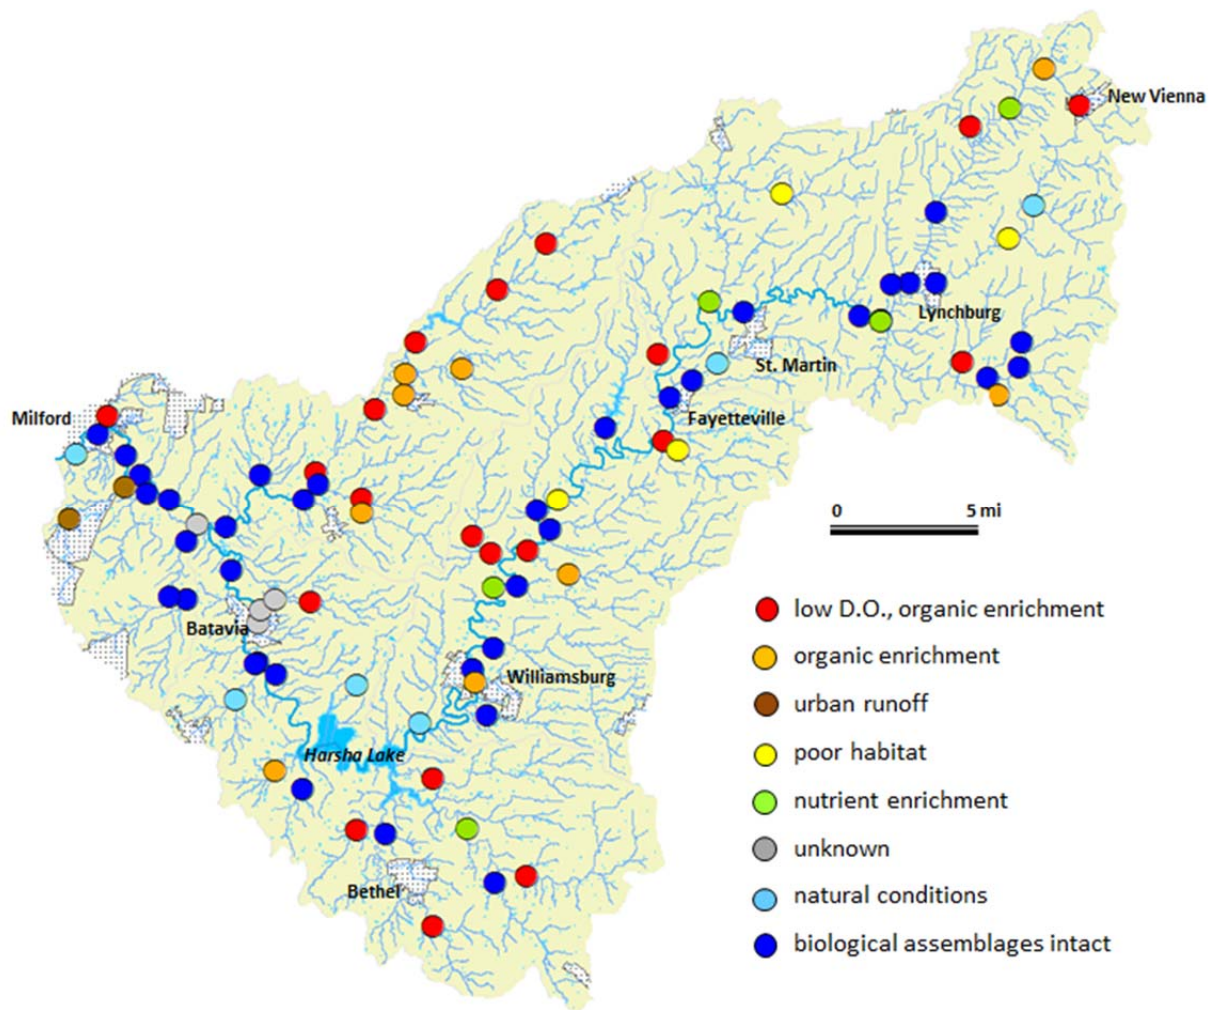 New Vienna
Lynchburg
St. Martin
Milford
Fayetteville
0 5 mi
low D.O., organic enrichment
Batavia
organic enrichment
Williamsburg
urban runoff
Harsha Lake
poor habitat
nutrient enrichment
unknown
Bethel
natural conditions
biological assemblages intact